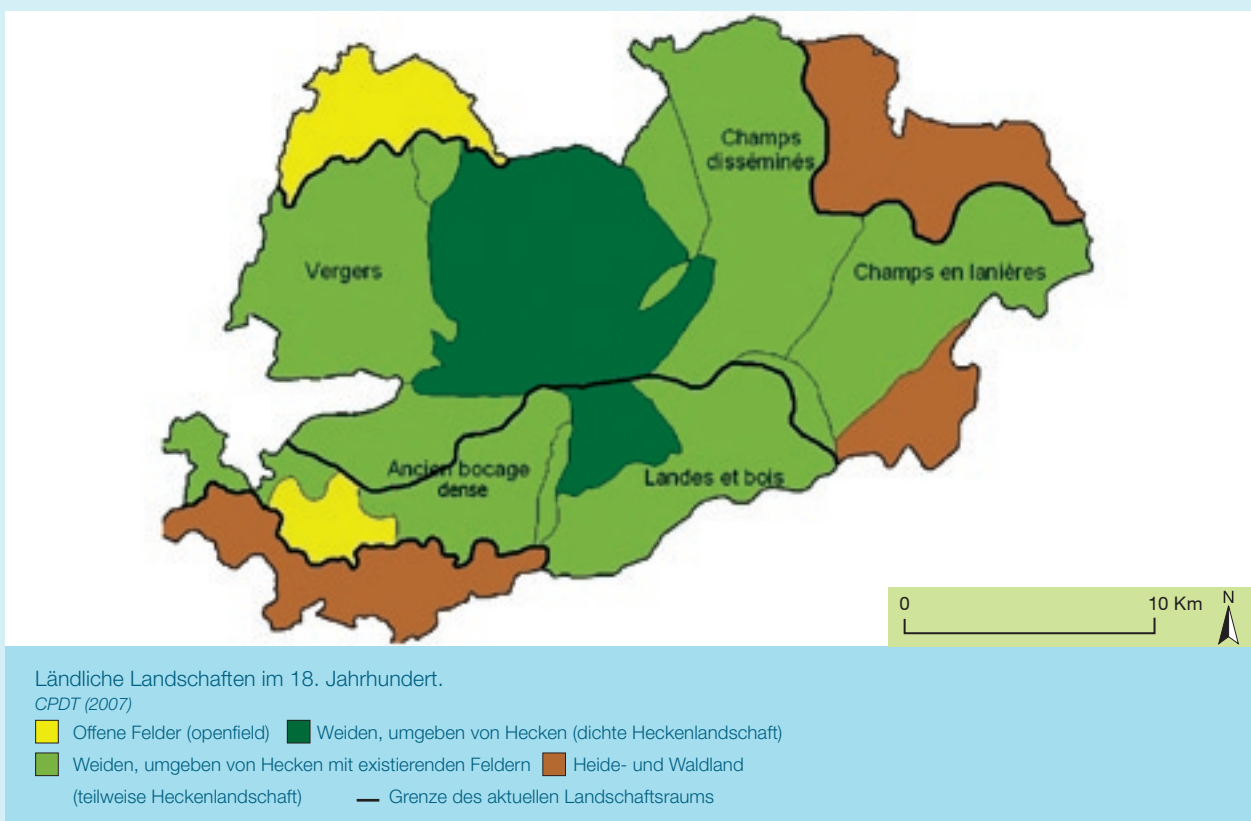 Champs
disséminés
Vergers
Champs en lanières
Ancien bocage
dense
Landes et bois
0 10 Km N
Ländliche Landschaften im 18. Jahrhundert.
CPDT (2007)
Offene Felder (openfield) Weiden, umgeben von Hecken (dichte Heckenlandschaft)
Weiden, umgeben von Hecken mit existierenden Feldern Heide- und Waldland
(teilweise Heckenlandschaft) Grenze des aktuellen Landschaftsraums